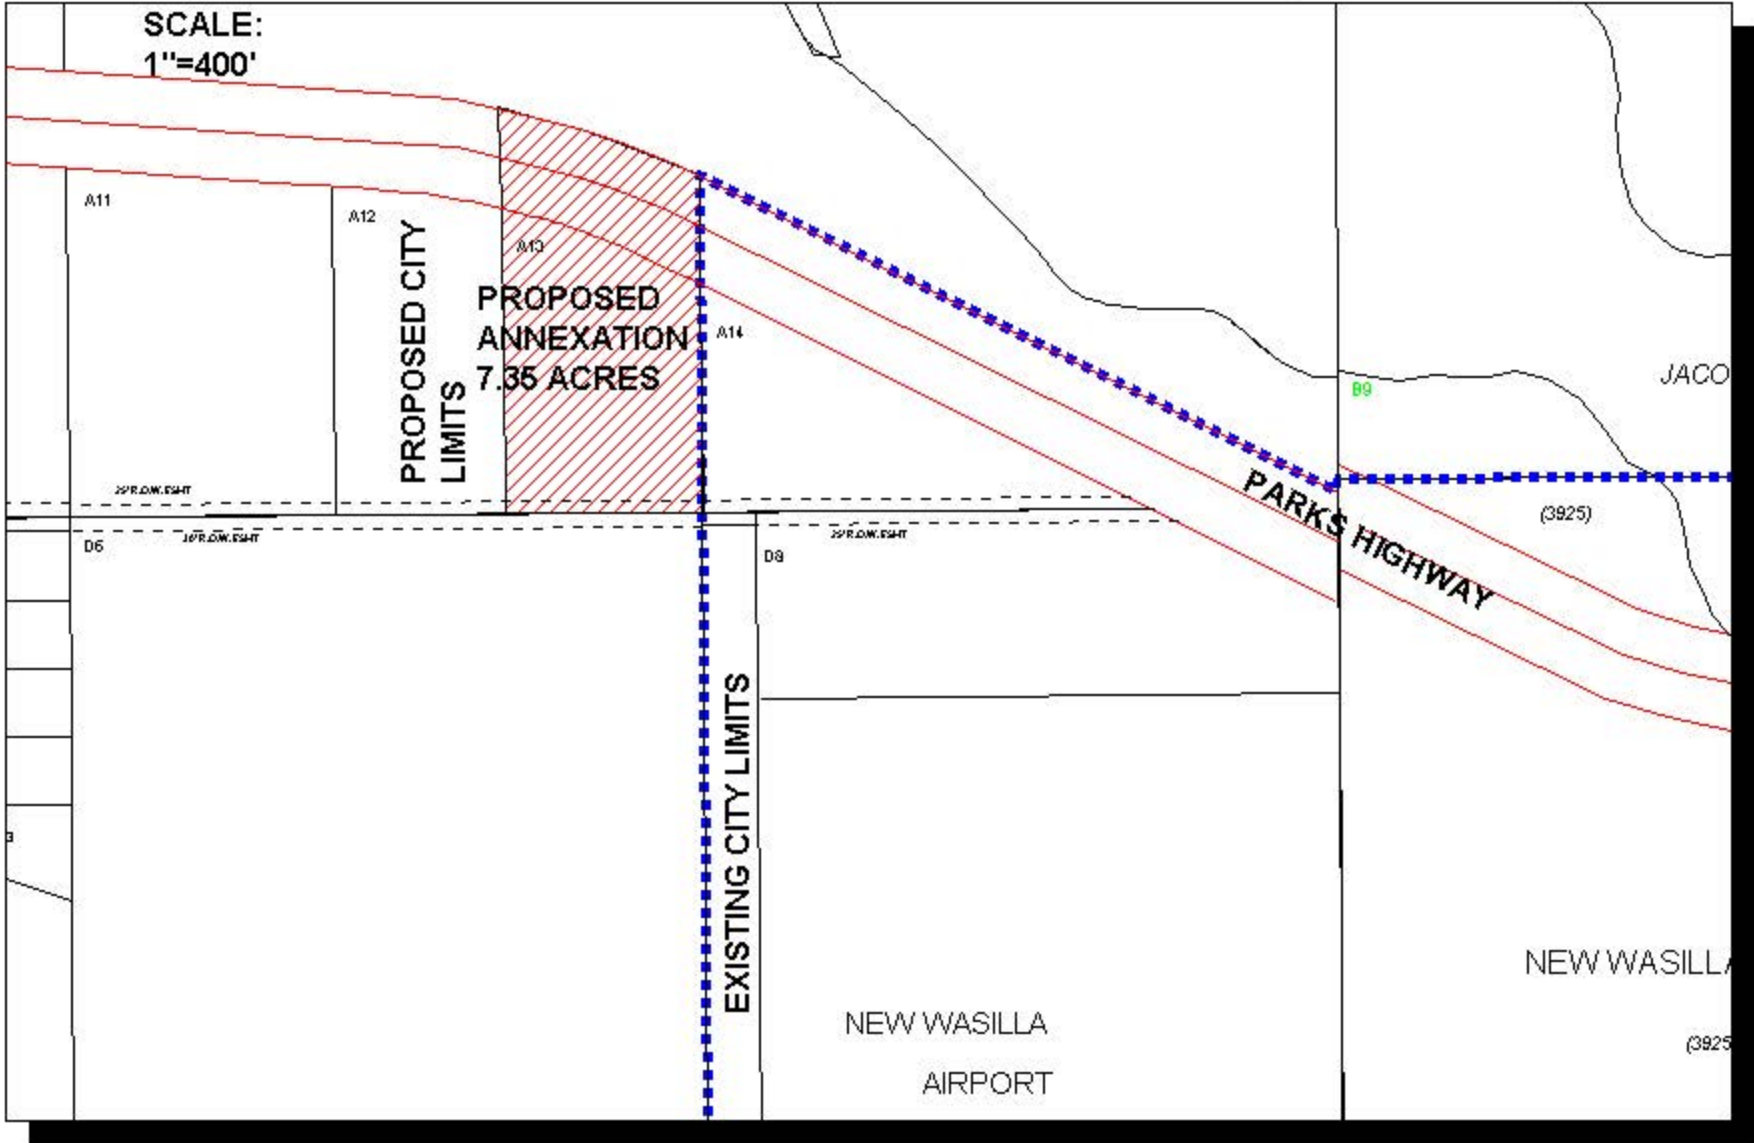 SCALE:
1"=400'
A11
A12
A13
PROPOSED CITY
LIMITS
PROPOSED
ANNEXATION
7.35 ACRES
A14
B9
JACO
PARKS HIGHWAY
(3925)
D6
D8
EXISTING CITY LIMITS
NEW WASILLA
AIRPORT
NEW WASILLA
(3925